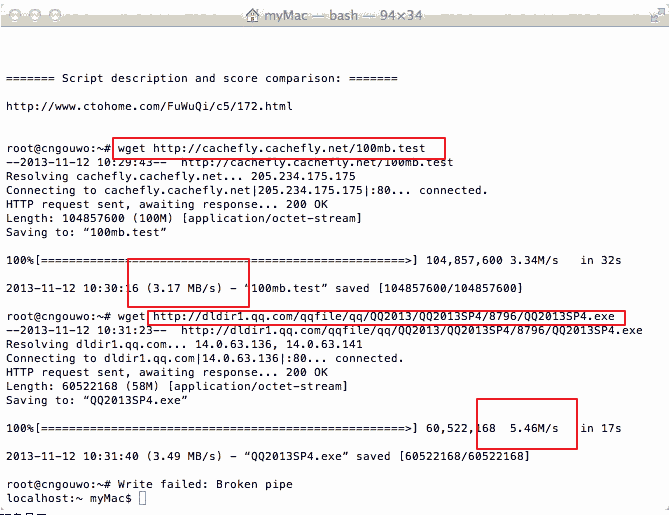 myMac — bash — 94×34
======= Script description and score comparison: =======
http://www.ctohome.com/FuWuQi/c5/172.html
root@cngouwo:~# wget http://cachefly.cachefly.net/100mb.test
--2013-11-12 10:29:43-- http://cachefly.cachefly.net/100mb.test
Resolving cachefly.cachefly.net... 205.234.175.175
Connecting to cachefly.cachefly.net|205.234.175.175|:80... connected.
HTTP request sent, awaiting response... 200 OK
Length: 104857600 (100M) [application/octet-stream]
Saving to: “100mb.test”
100%[====================================================>] 104,857,600 3.34M/s in 32s
2013-11-12 10:30:16 (3.17 MB/s) - “100mb.test” saved [104857600/104857600]
root@cngouwo:~# wget http://dldir1.qq.com/qqfile/qq/QQ2013/QQ2013SP4/8796/QQ2013SP4.exe
--2013-11-12 10:31:23-- http://dldir1.qq.com/qqfile/qq/QQ2013/QQ2013SP4/8796/QQ2013SP4.exe
Resolving dldir1.qq.com... 14.0.63.136, 14.0.63.141
Connecting to dldir1.qq.com|14.0.63.136|:80... connected.
HTTP request sent, awaiting response... 200 OK
Length: 60522168 (58M) [application/octet-stream]
Saving to: “QQ2013SP4.exe”
100%[====================================================>] 60,522,168 5.46M/s in 17s
2013-11-12 10:31:40 (3.49 MB/s) - “QQ2013SP4.exe” saved [60522168/60522168]
root@cngouwo:~# Write failed: Broken pipe
localhost:~ myMac$